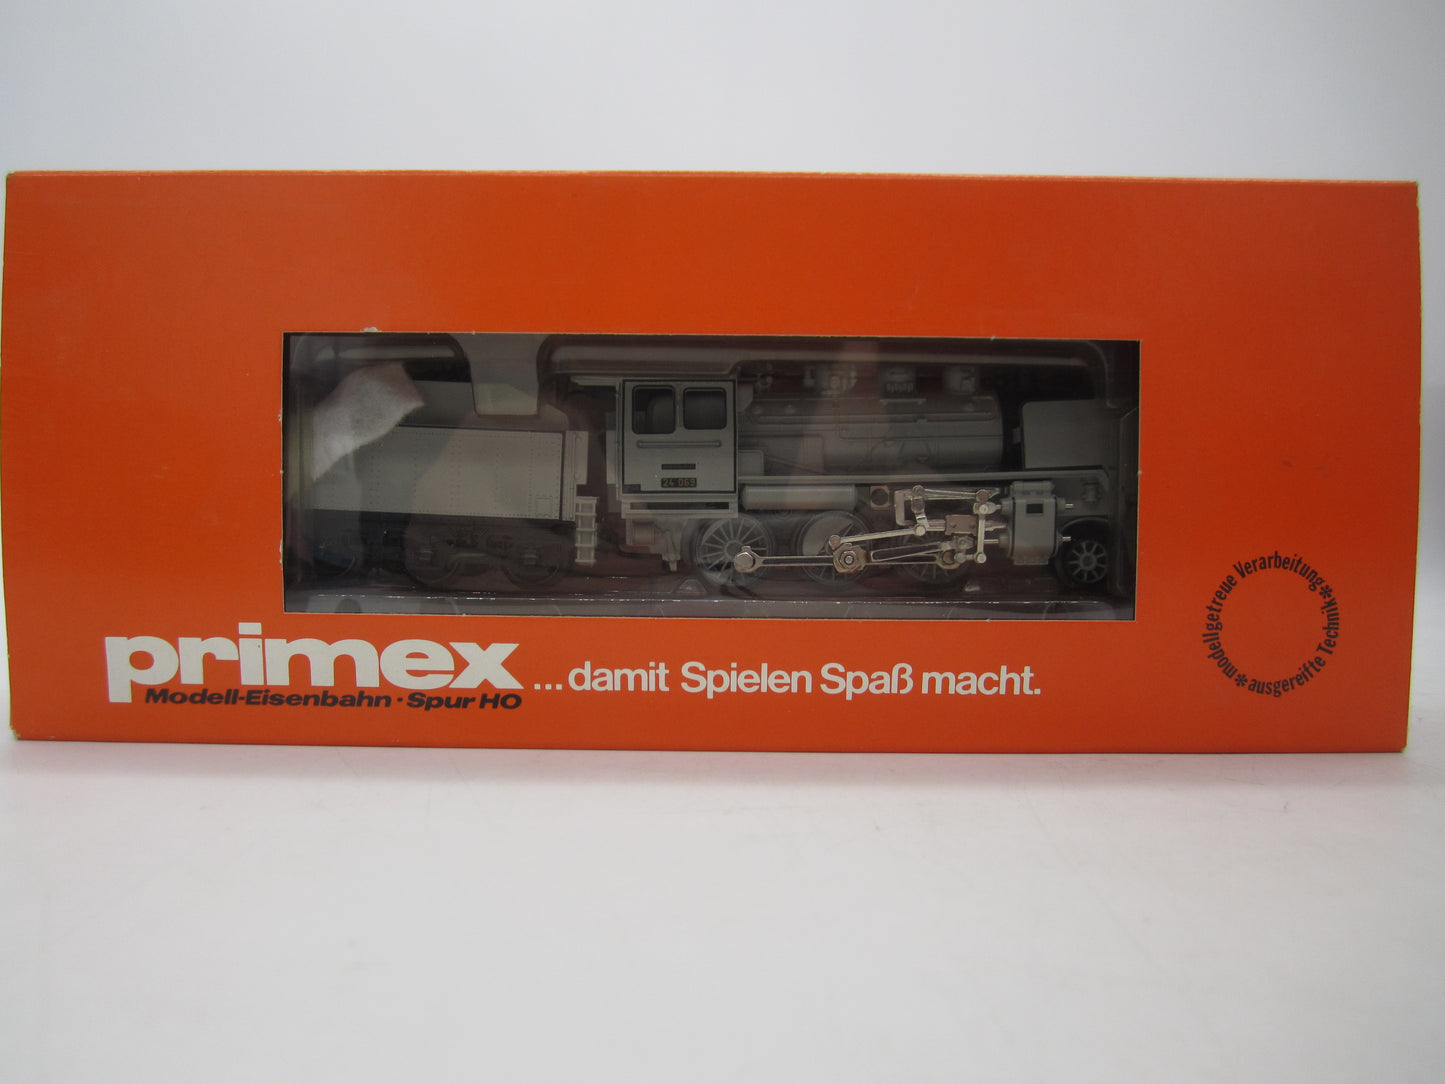 24 069
primex
Modell-Eisenbahn · Spur HO
...damit Spielen Spaß macht.
modellgetreue Verarbeitung * ausgereifte Technik *